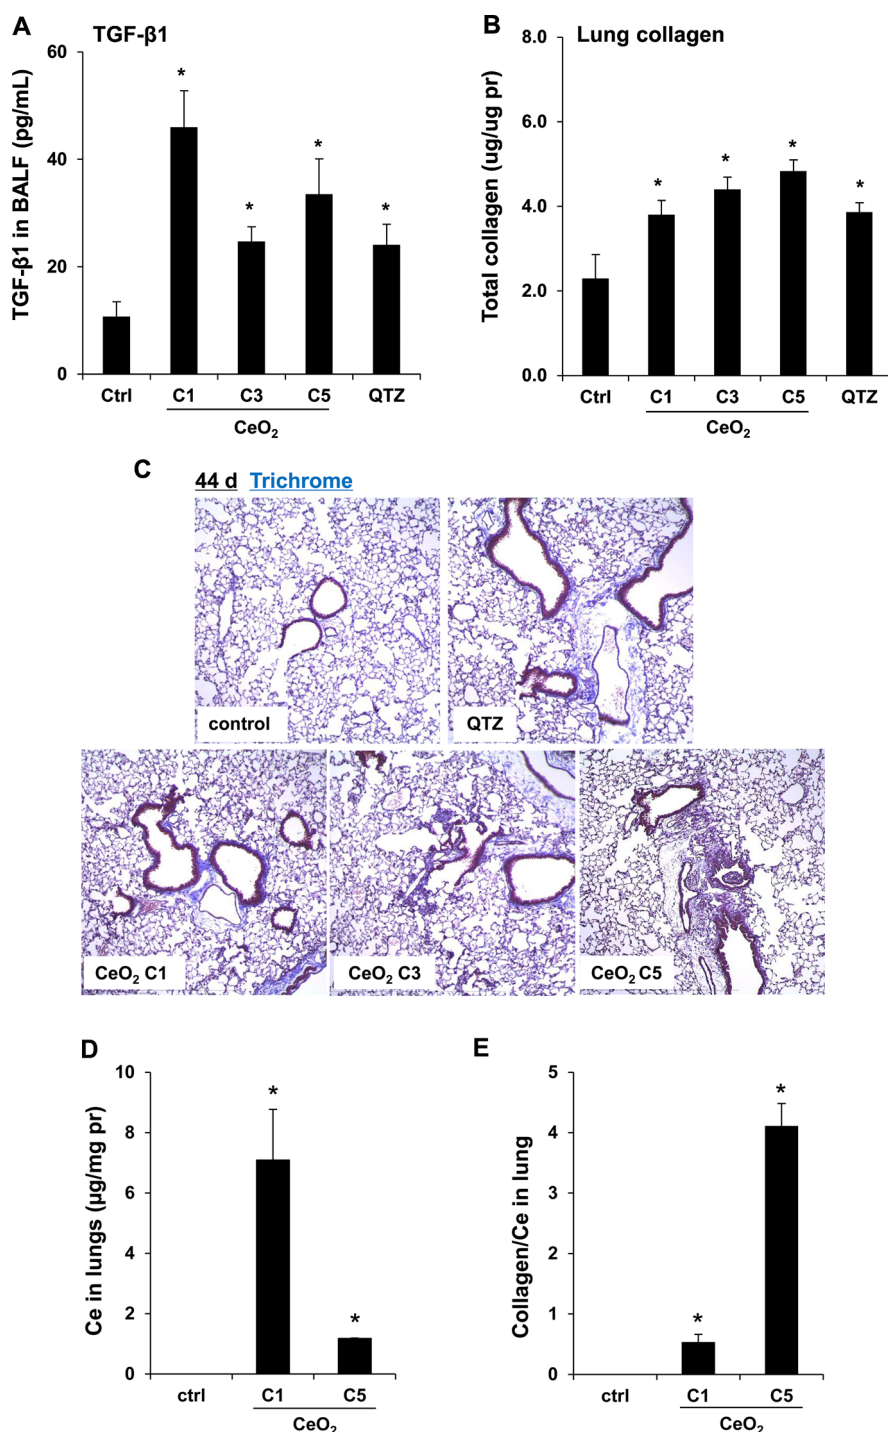 A
TGF-β1
TGF-β1 in BALF (pg/mL)
60
40
20
0
*
*
*
*
Ctrl C1 C3 C5 QTZ
CeO2
B
Lung collagen
Total collagen (ug/ug pr)
8.0
6.0
4.0
2.0
0.0
*
*
*
*
Ctrl C1 C3 C5 QTZ
CeO2
C
44 d Trichrome
control
QTZ
CeO2 C1
CeO2 C3
CeO2 C5
D
Ce in lungs (µg/mg pr)
10
8
6
4
2
0
*
*
ctrl C1 C5
CeO2
E
Collagen/Ce in lung
5
4
3
2
1
0
*
*
ctrl C1 C5
CeO2